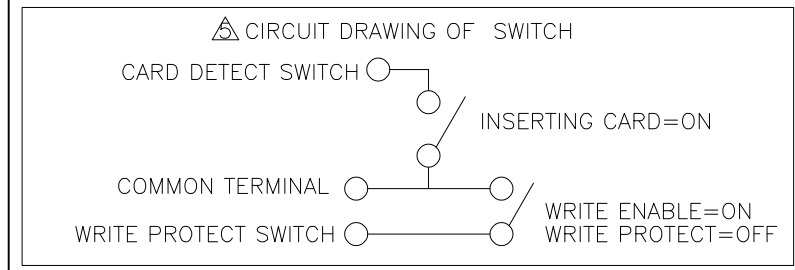 5 CIRCUIT DRAWING OF SWITCH
CARD DETECT SWITCH
INSERTING CARD=ON
COMMON TERMINAL
WRITE ENABLE=ON
WRITE PROTECT SWITCH
WRITE PROTECT=OFF